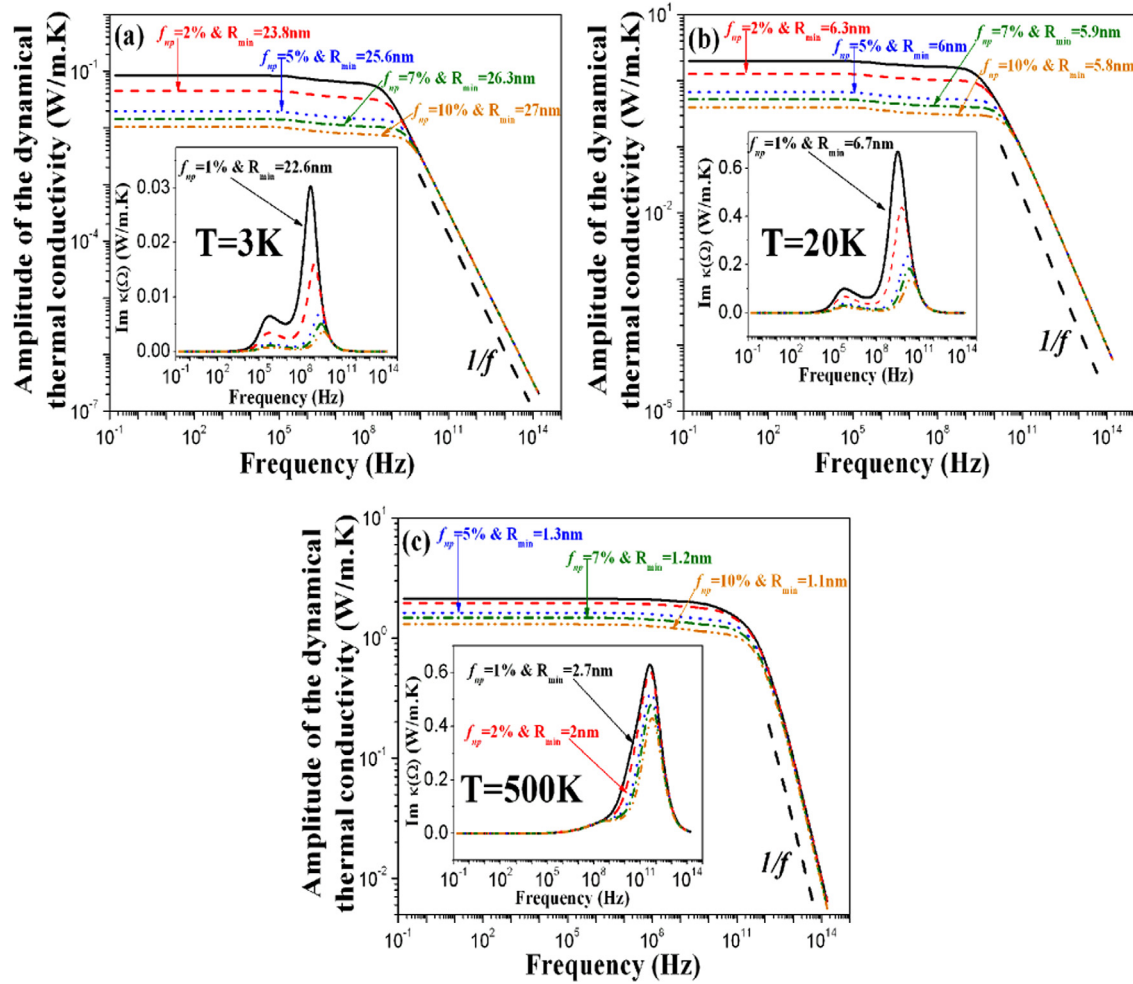 (a)
f_np=2% & R_min=23.8nm
f_np=5% & R_min=25.6nm
f_np=7% & R_min=26.3nm
f_np=10% & R_min=27nm
Amplitude of the dynamical
thermal conductivity (W/m.K)
10^-1
10^-4
10^-7
f_np=1% & R_min=22.6nm
T=3K
Im κ(Ω) (W/m.K)
0.03
0.02
0.01
0.00
10^-1 10^2 10^5 10^8 10^11 10^14
Frequency (Hz)
1/f
10^-1 10^2 10^5 10^8 10^11 10^14
Frequency (Hz)
(b)
f_np=2% & R_min=6.3nm
f_np=5% & R_min=6nm
f_np=7% & R_min=5.9nm
f_np=10% & R_min=5.8nm
Amplitude of the dynamical
thermal conductivity (W/m.K)
10^1
10^-2
10^-5
f_np=1% & R_min=6.7nm
T=20K
Im κ(Ω) (W/m.K)
0.6
0.4
0.2
0.0
10^-1 10^2 10^5 10^8 10^11 10^14
Frequency (Hz)
1/f
10^-1 10^2 10^5 10^8 10^11 10^14
Frequency (Hz)
(c)
f_np=5% & R_min=1.3nm
f_np=7% & R_min=1.2nm
f_np=10% & R_min=1.1nm
Amplitude of the dynamical
thermal conductivity (W/m.K)
10^1
10^0
10^-1
10^-2
f_np=1% & R_min=2.7nm
f_np=2% & R_min=2nm
T=500K
Im κ(Ω) (W/m.K)
0.6
0.4
0.2
0.0
10^-1 10^2 10^5 10^8 10^11 10^14
Frequency (Hz)
1/f
10^-1 10^2 10^5 10^8 10^11 10^14
Frequency (Hz)